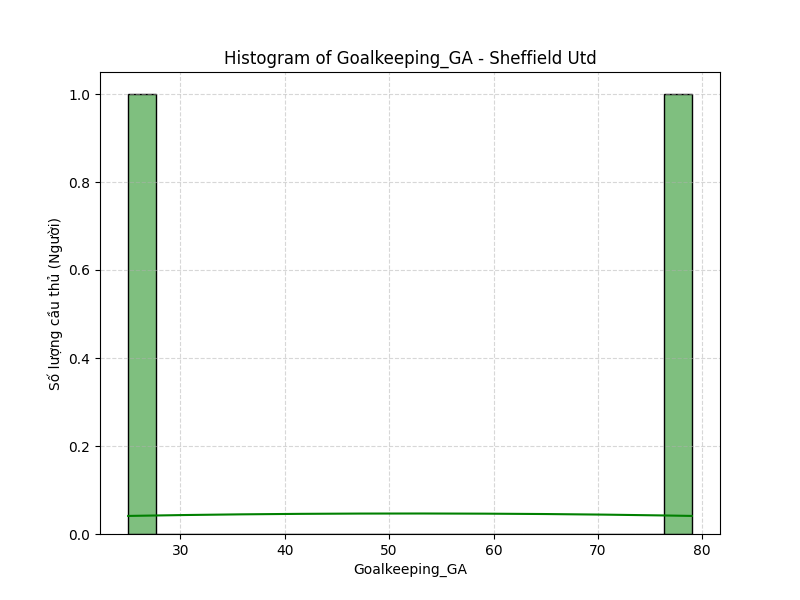 Histogram of Goalkeeping_GA - Sheffield Utd
1.0
0.8
0.6
0.4
0.2
0.0
Số lượng cầu thủ (Người)
30 40 50 60 70 80
Goalkeeping_GA